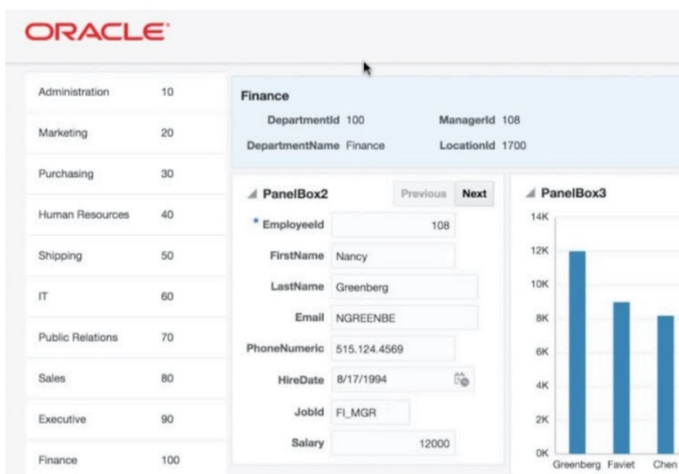 ORACLE
Administration 10
Marketing 20
Purchasing 30
Human Resources 40
Shipping 50
IT 60
Public Relations 70
Sales 80
Executive 90
Finance 100
Finance
DepartmentId 100 ManagerId 108
DepartmentName Finance LocationId 1700
PanelBox2 Previous Next
* EmployeeId 108
FirstName Nancy
LastName Greenberg
Email NGREENBE
PhoneNumeric 515.124.4569
HireDate 8/17/1994
JobId FI_MGR
Salary 12000
PanelBox3
14K
12K
10K
8K
6K
4K
2K
0K
Greenberg Faviet Chen